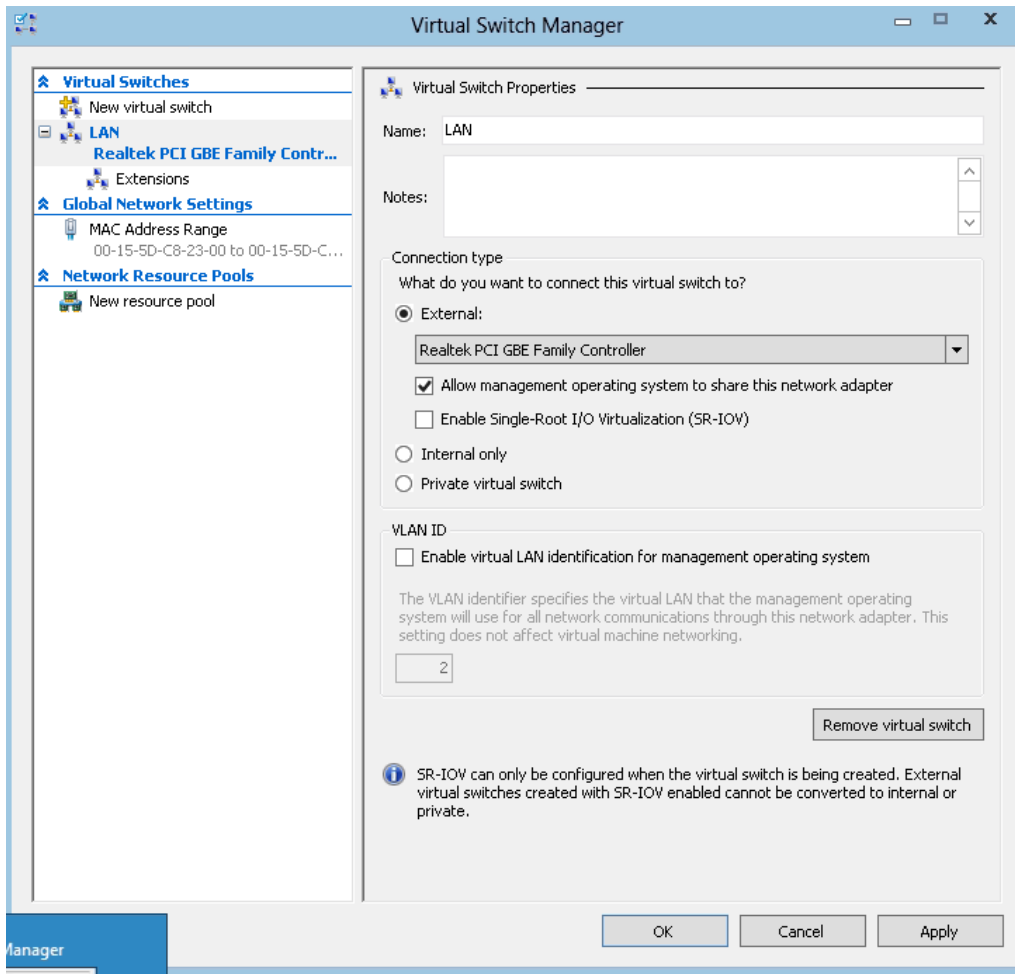 Virtual Switch Manager
Virtual Switches
New virtual switch
LAN
Realtek PCI GBE Family Contr...
Extensions
Global Network Settings
MAC Address Range
00-15-5D-C8-23-00 to 00-15-5D-C...
Network Resource Pools
New resource pool
Virtual Switch Properties
Name: LAN
Notes:
Connection type
What do you want to connect this virtual switch to?
External:
Realtek PCI GBE Family Controller
Allow management operating system to share this network adapter
Enable Single-Root I/O Virtualization (SR-IOV)
Internal only
Private virtual switch
VLAN ID
Enable virtual LAN identification for management operating system
The VLAN identifier specifies the virtual LAN that the management operating
system will use for all network communications through this network adapter. This
setting does not affect virtual machine networking.
2
Remove virtual switch
SR-IOV can only be configured when the virtual switch is being created. External
virtual switches created with SR-IOV enabled cannot be converted to internal or
private.
OK Cancel Apply
Manager